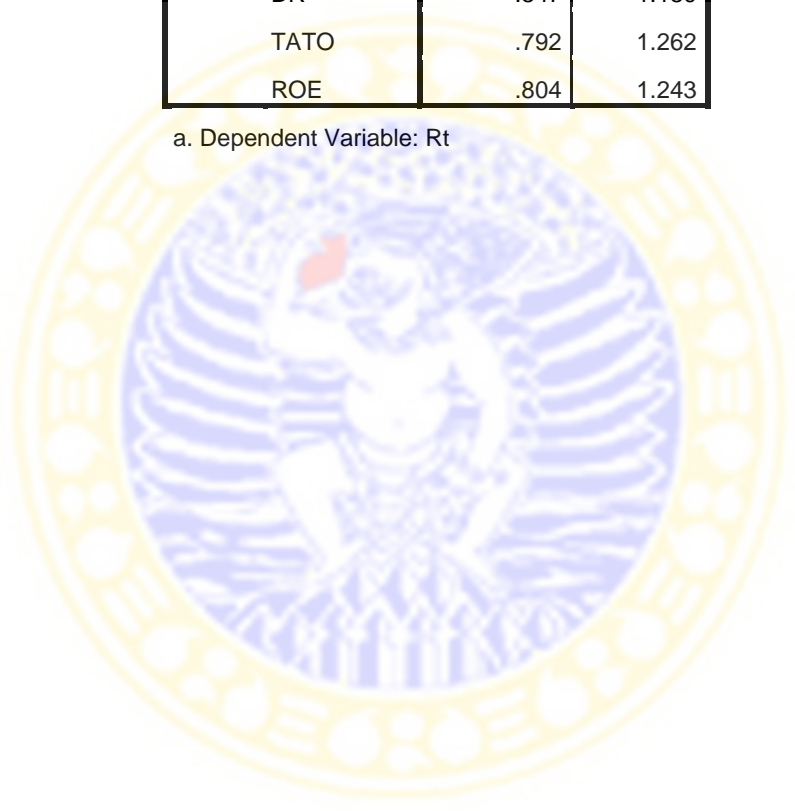 TATO .792 1.262
ROE .804 1.243
a. Dependent Variable: Rt